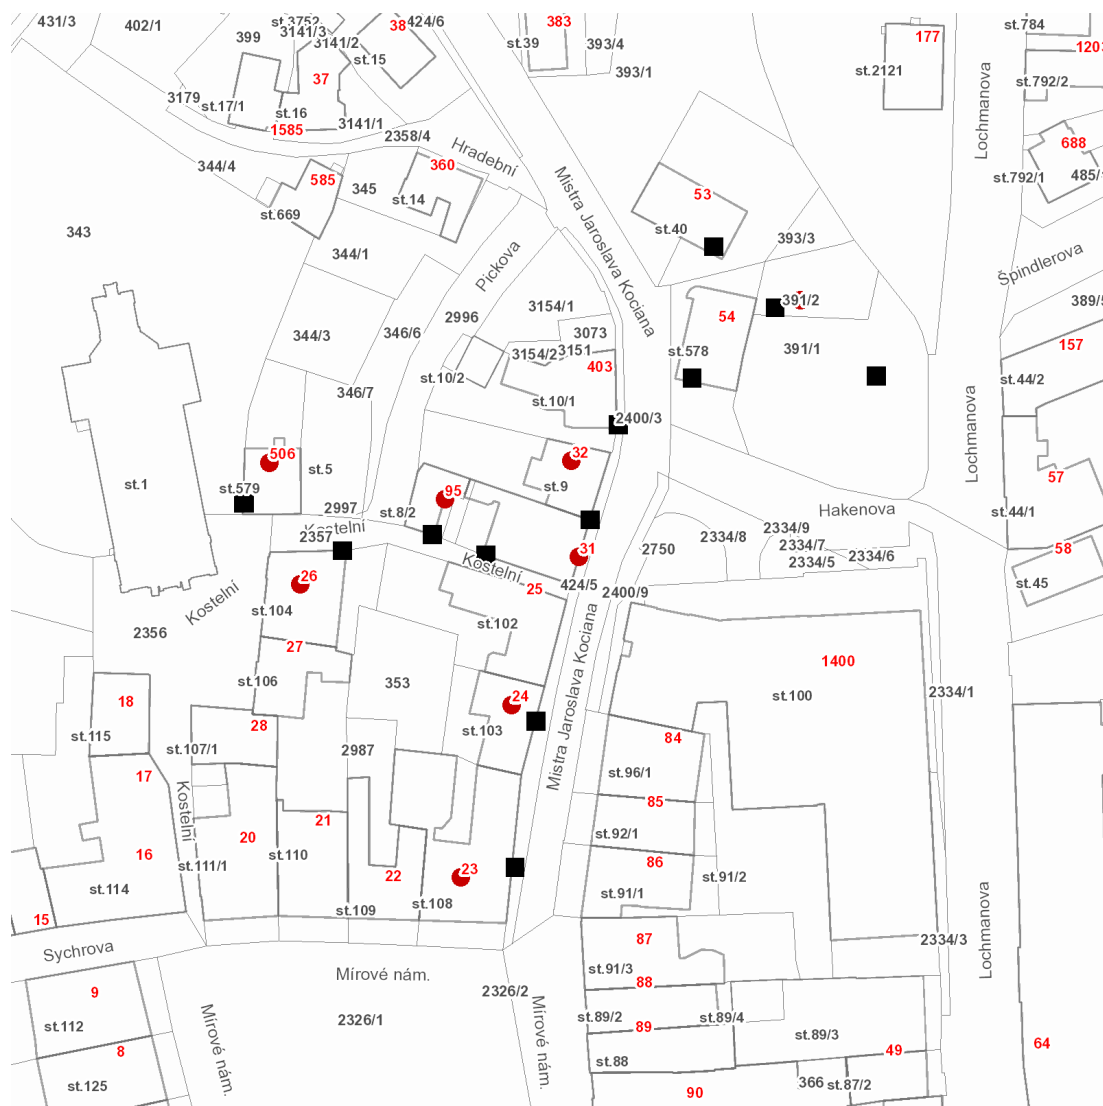 431/3
402/1
399
st.3752
3141/3
3141/2
st.15
38
424/6
383
st.39
393/4
393/1
177
st.2121
st.784
1203
st.792/2
Lochmanova
37
3179
st.17/1
st.16
1585
3141/1
2358/4
Hradební
344/4
585
345
360
st.14
st.669
343
344/1
Pickova
Mistra Jaroslava Kociana
53
st.40
393/3
688
st.792/1
485/
Špindlerova
389/5
3154/1
2996
344/3
346/6
3073
3154/2
3151
403
54
391/2
391/1
st.578
157
st.44/2
st.10/2
st.10/1
346/7
2400/3
Lochmanova
506
st.5
32
st.9
st.1
st.579
95
57
2997
st.8/2
Kostelní
2357
Hakenova
st.44/1
2334/9
2334/8
2334/7
2334/6
2334/5
2750
58
31
Kostelní
26
25
424/5
2400/9
st.45
st.104
Kostelní
2356
st.102
27
1400
353
st.106
st.100
2334/1
18
24
28
st.115
st.107/1
2987
st.103
84
Mistra Jaroslava Kociana
17
st.96/1
85
Kostelní
21
20
st.92/1
16
st.110
86
st.111/1
23
22
st.91/2
st.114
st.91/1
st.109
st.108
15
87
2334/3
Lochmanova
Sychrova
Mírové nám.
st.91/3
88
9
2326/2
st.112
2326/1
st.89/2
st.89/4
89
st.89/3
Mírové nám.
Mírové nám.
8
49
64
st.88
st.125
366
st.87/2
90